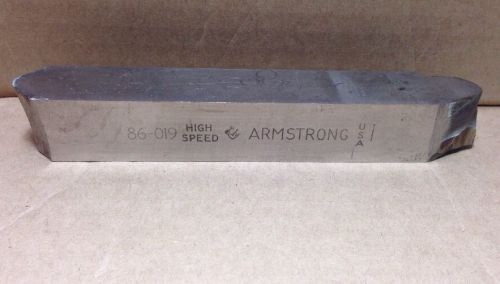 86-019 HIGH SPEED ARMSTRONG USA